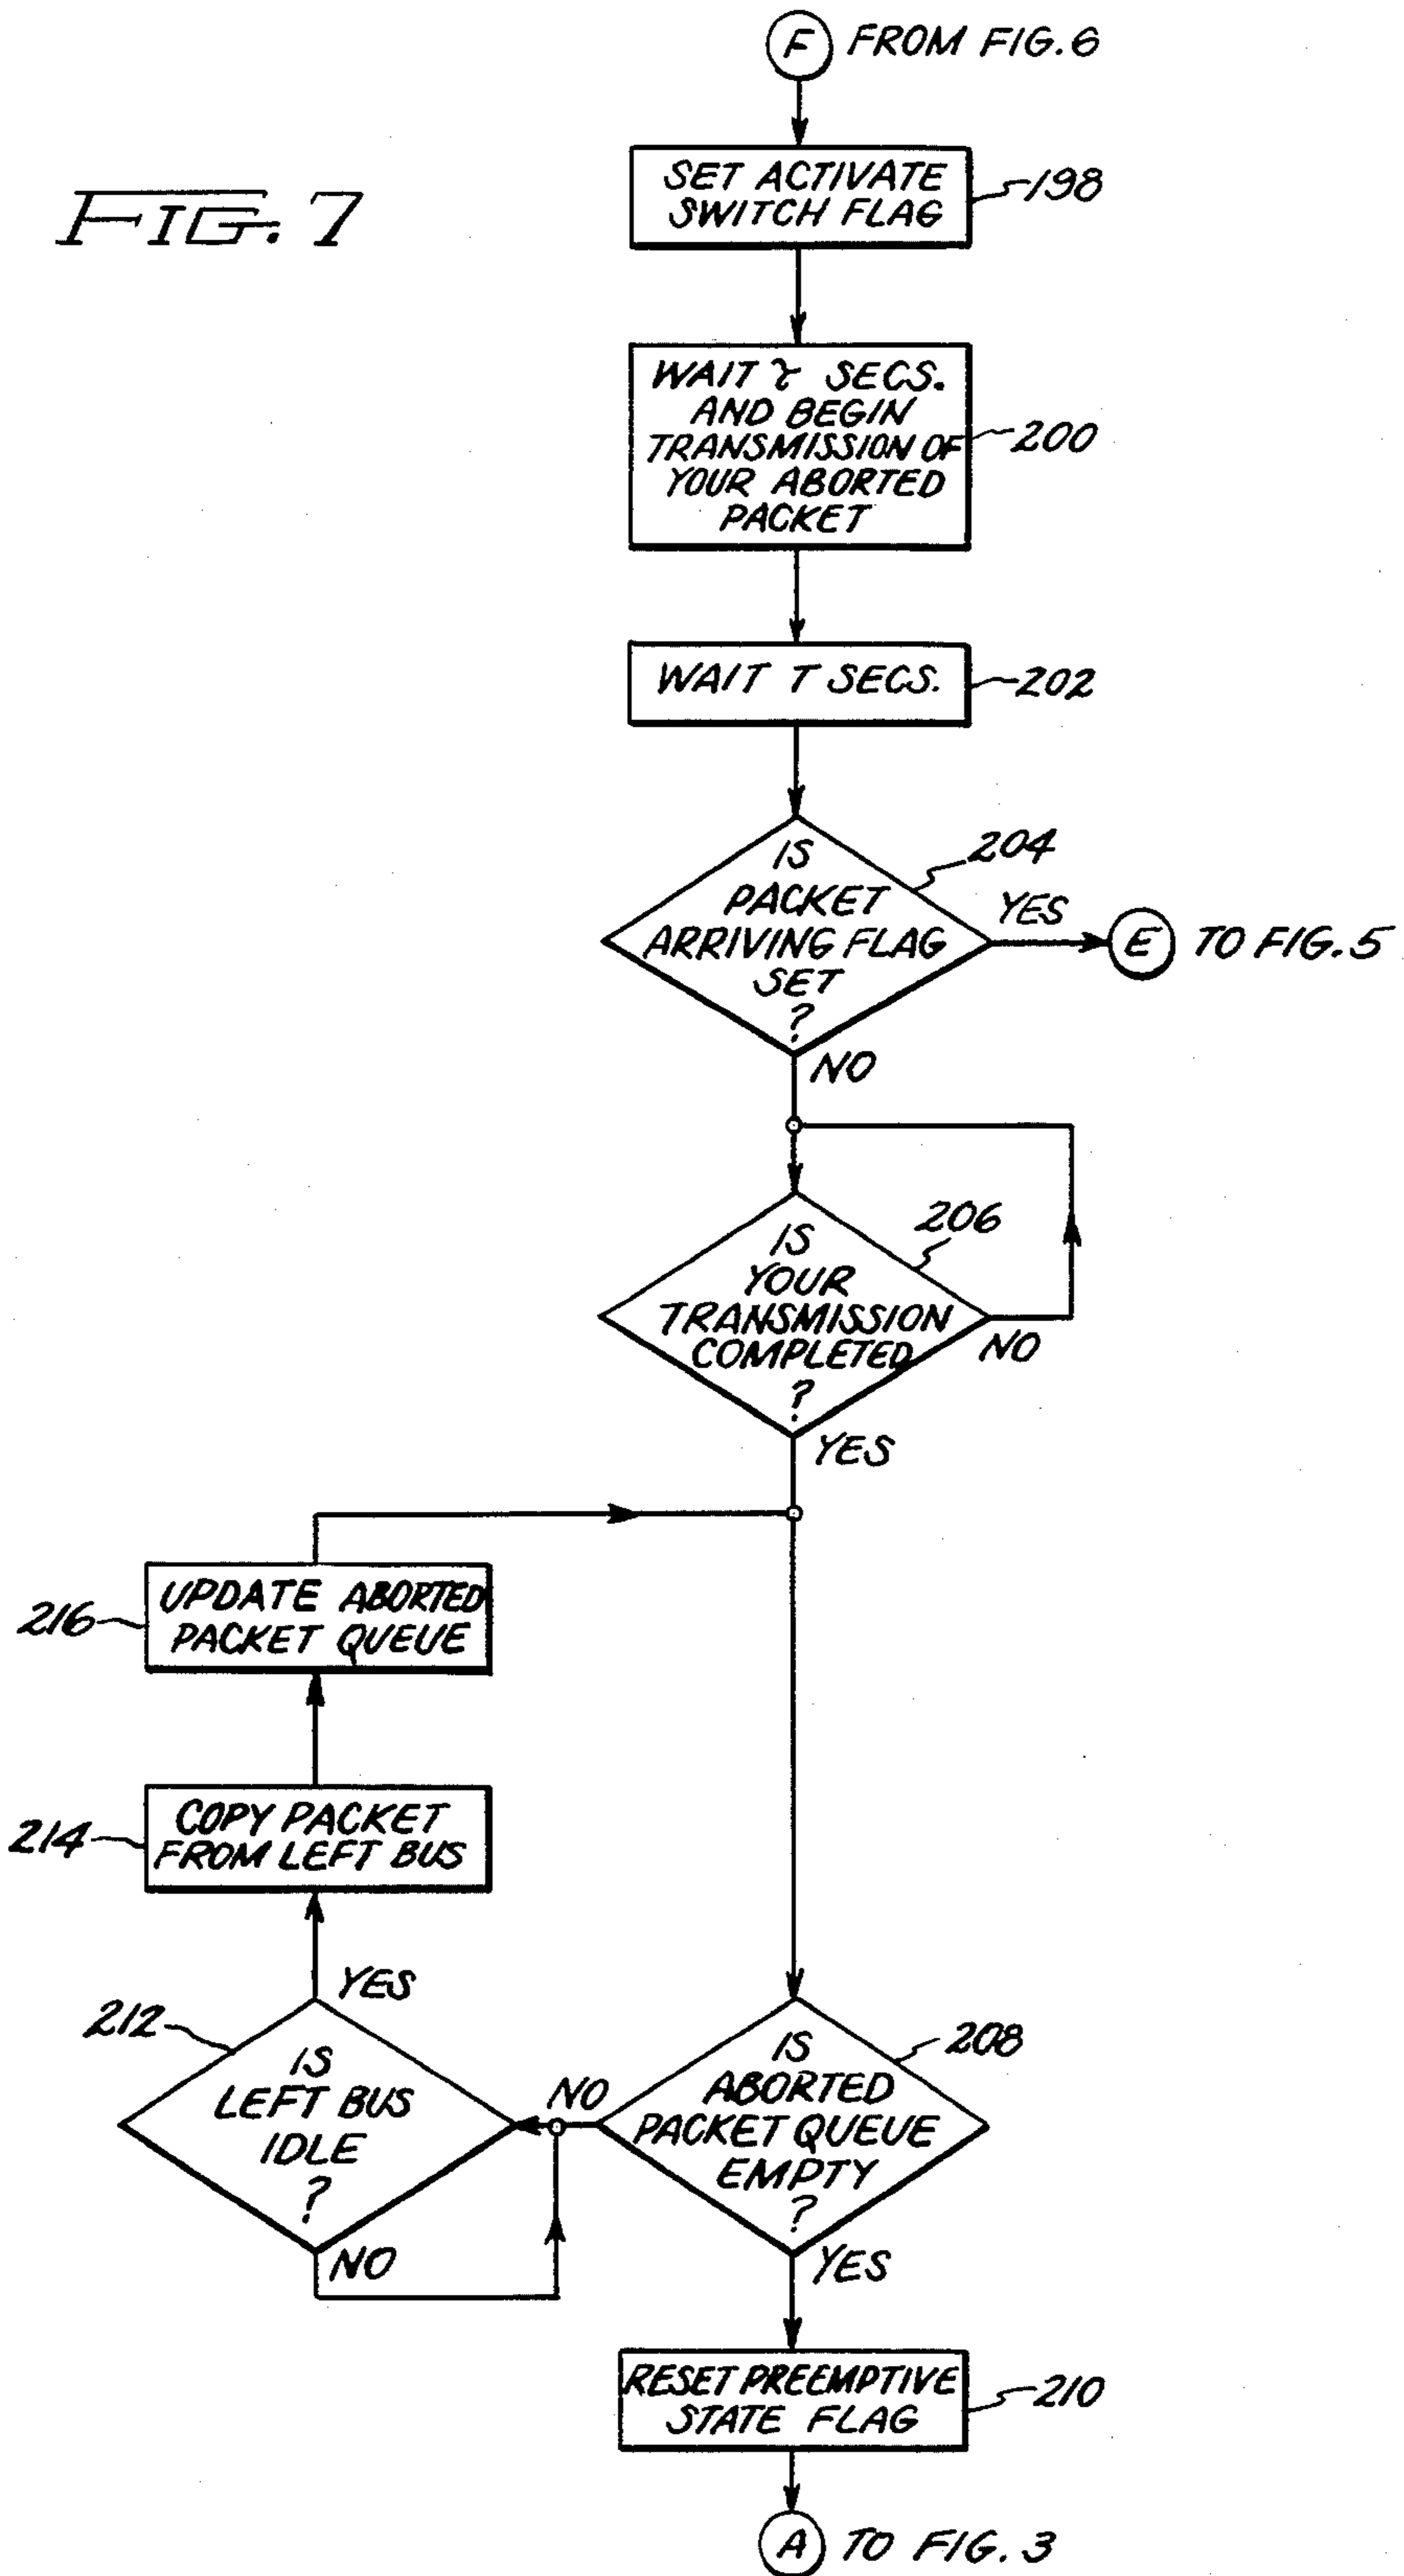 F FROM FIG. 6
FIG. 7
SET ACTIVATE
SWITCH FLAG
198
WAIT τ SECS.
AND BEGIN
TRANSMISSION OF
YOUR ABORTED
PACKET
200
WAIT T SECS.
202
IS
PACKET
ARRIVING FLAG
SET
?
204
YES
E TO FIG. 5
NO
IS
YOUR
TRANSMISSION
COMPLETED
?
206
NO
YES
UPDATE ABORTED
PACKET QUEUE
216
COPY PACKET
FROM LEFT BUS
214
YES
212
IS
LEFT BUS
IDLE
?
NO
NO
IS
ABORTED
PACKET QUEUE
EMPTY
?
208
YES
RESET PREEMPTIVE
STATE FLAG
210
A TO FIG. 3